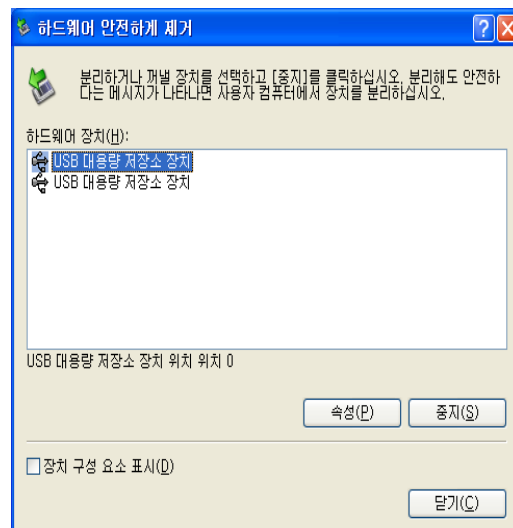 하드웨어 안전하게 제거
분리하거나 꺼낼 장치를 선택하고 [중지]를 클릭하십시오. 분리해도 안전하
다는 메시지가 나타나면 사용자 컴퓨터에서 장치를 분리하십시오.
하드웨어 장치(H):
USB 대용량 저장소 장치
USB 대용량 저장소 장치
USB 대용량 저장소 장치 위치 위치 0
속성(P) 중지(S)
장치 구성 요소 표시(D)
닫기(C)